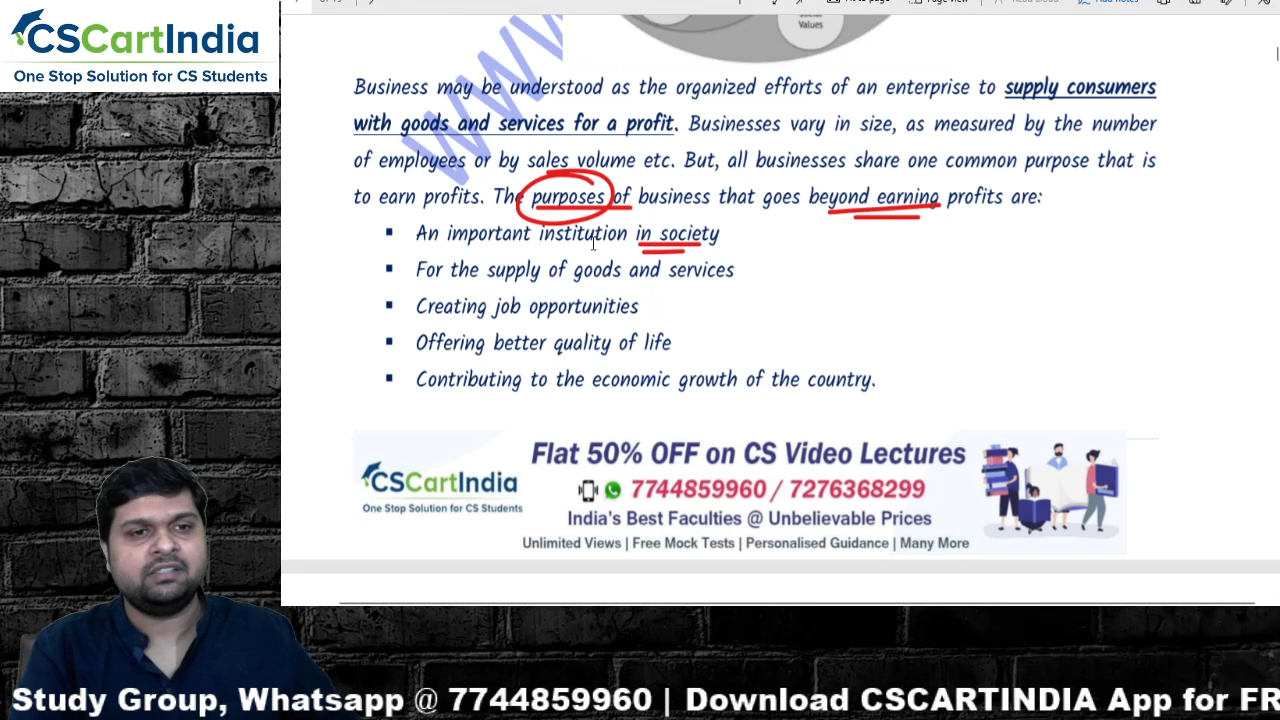 CSCartIndia
One Stop Solution for CS Students
Page view
Values
www
Business may be understood as the organized efforts of an enterprise to supply consumers
with goods and services for a profit. Businesses vary in size, as measured by the number
of employees or by sales volume etc. But, all businesses share one common purpose that is
to earn profits. The purposes of business that goes beyond earning profits are:
▪ An important institution in society
▪ For the supply of goods and services
▪ Creating job opportunities
▪ Offering better quality of life
▪ Contributing to the economic growth of the country.
CSCartIndia
One Stop Solution for CS Students
Flat 50% OFF on CS Video Lectures
7744859960 / 7276368299
India's Best Faculties @ Unbelievable Prices
Unlimited Views | Free Mock Tests | Personalised Guidance | Many More
Study Group, Whatsapp @ 7744859960 | Download CSCARTINDIA App for FR